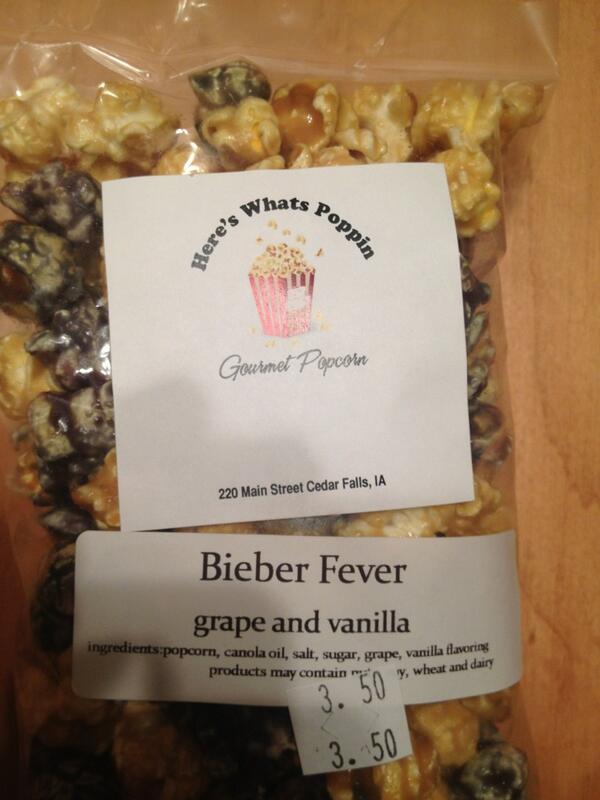 Here's Whats Poppin
Gourmet Popcorn
220 Main Street Cedar Falls, IA
Bieber Fever
grape and vanilla
ingredients:popcorn, canola oil, salt, sugar, grape, vanilla flavoring
products may contain wheat and dairy
3.50
3.50